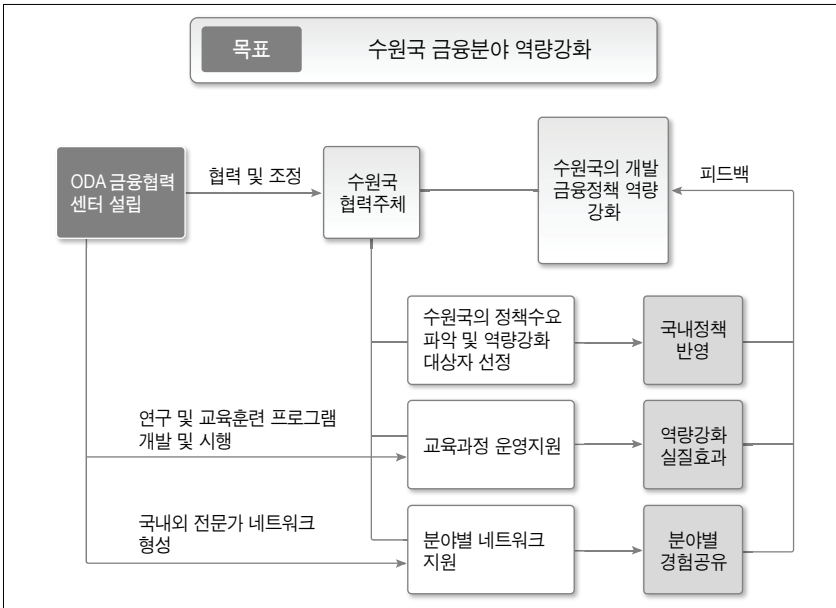 목표
수원국 금융분야 역량강화
ODA 금융협력
센터 설립
협력 및 조정
수원국
협력주체
수원국의 개발
금융정책 역량
강화
피드백
수원국의 정책수요
파악 및 역량강화
대상자 선정
국내정책
반영
연구 및 교육훈련 프로그램
개발 및 시행
교육과정 운영지원
역량강화
실질효과
국내외 전문가 네트워크
형성
분야별 네트워크
지원
분야별
경험공유